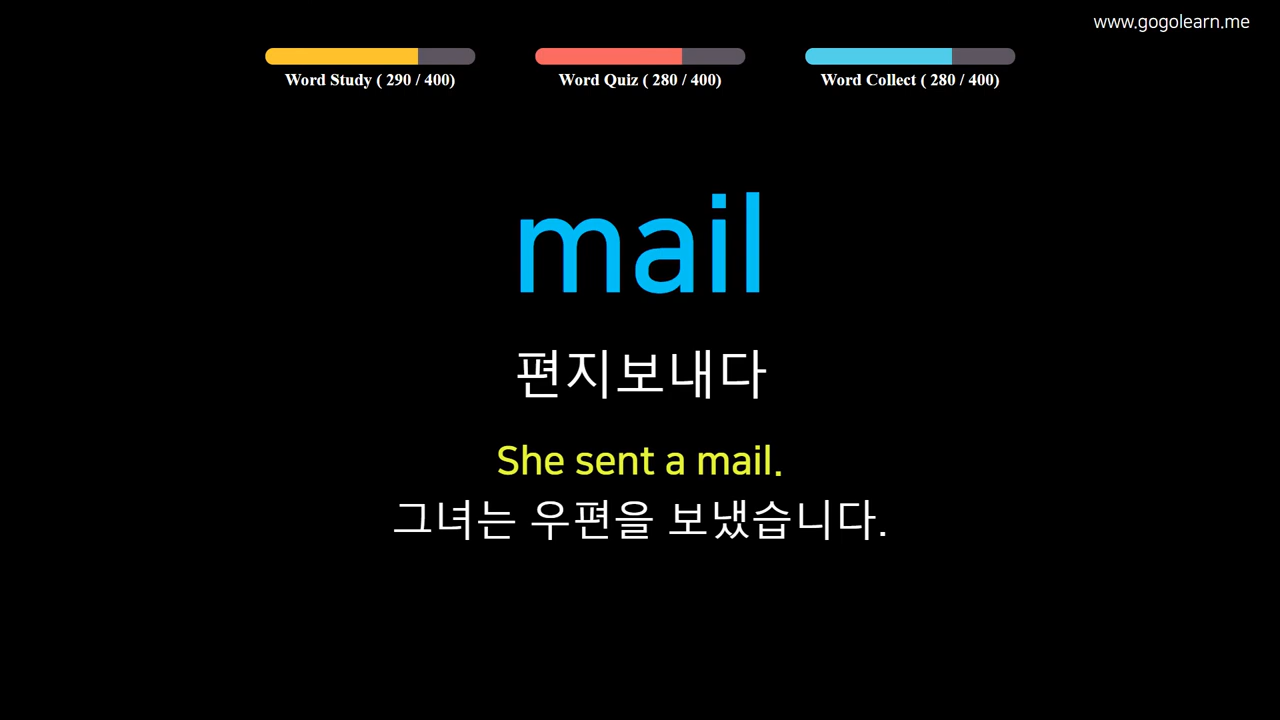 www.gogolearn.me
Word Study ( 290 / 400)
Word Quiz ( 280 / 400)
Word Collect ( 280 / 400)
mail
편지보내다
She sent a mail.
그녀는 우편을 보냈습니다.